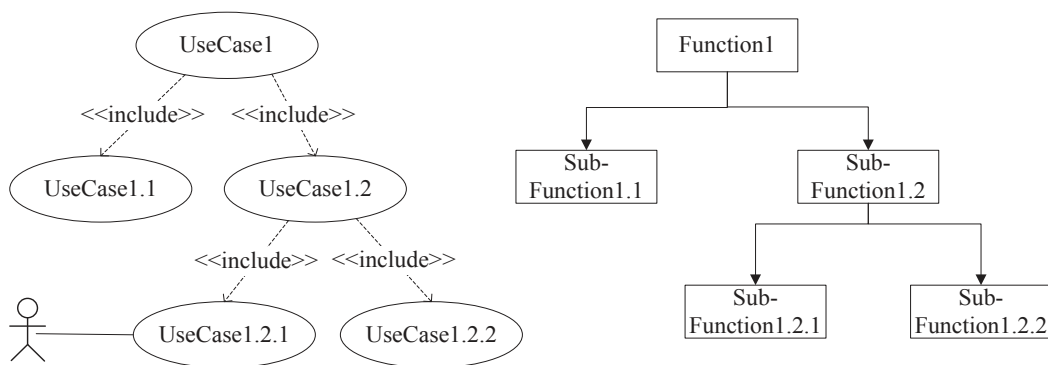 UseCase1
<<include>>
<<include>>
UseCase1.1
UseCase1.2
<<include>>
<<include>>
UseCase1.2.1
UseCase1.2.2
Function1
Sub-
Function1.1
Sub-
Function1.2
Sub-
Function1.2.1
Sub-
Function1.2.2